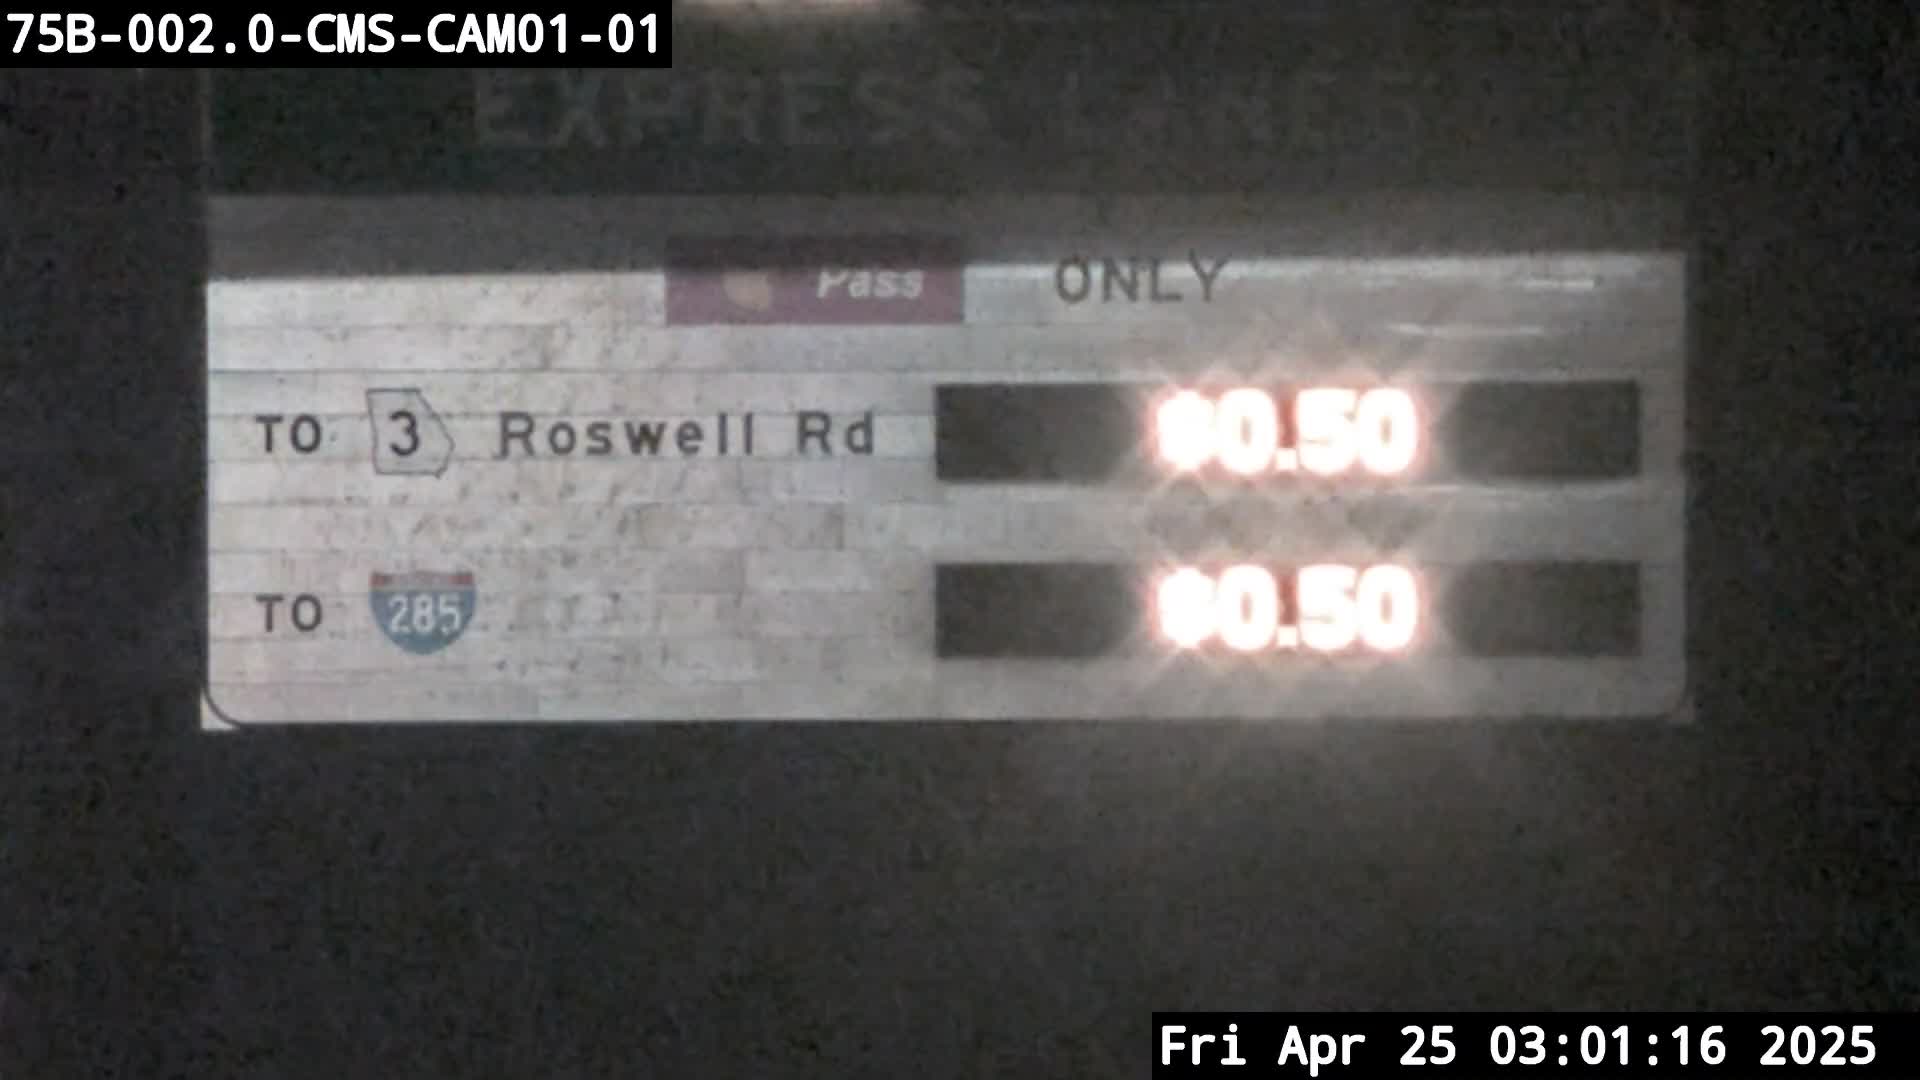 75B-002.0-CMS-CAM01-01
EXPRESS LANES
Pass ONLY
TO 3 Roswell Rd $0.50
TO 285 $0.50
Fri Apr 25 03:01:16 2025